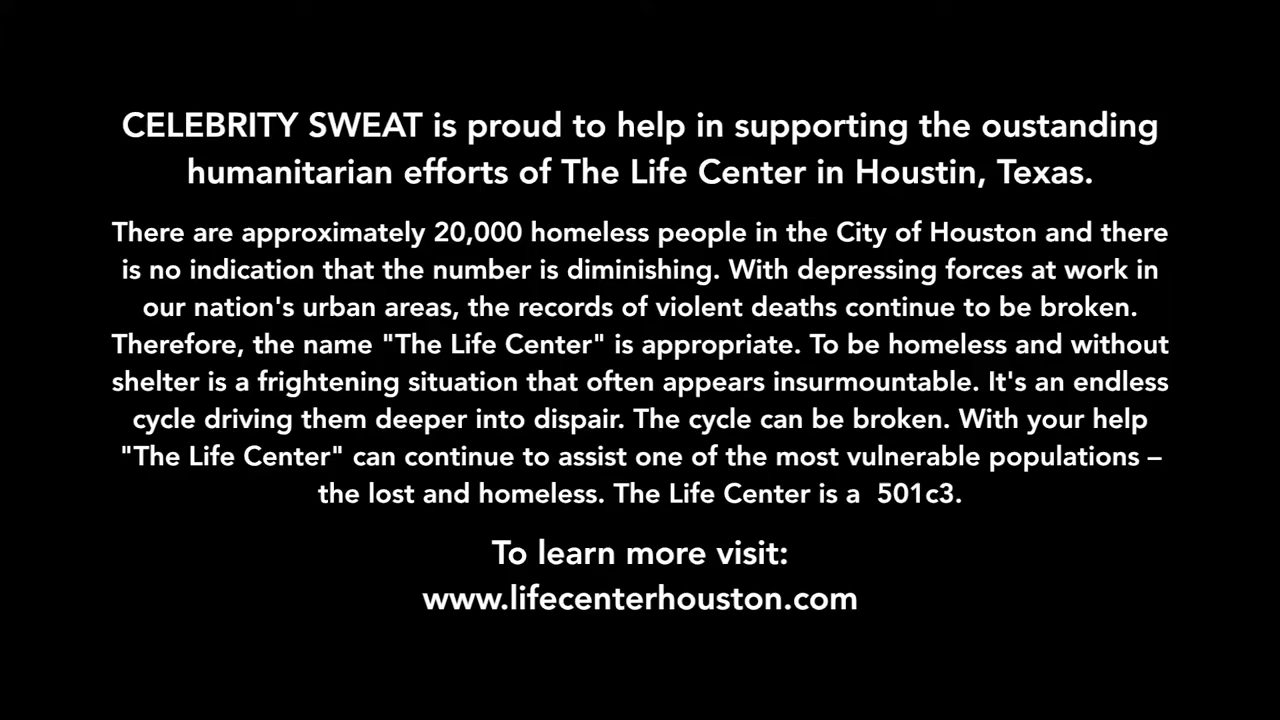 CELEBRITY SWEAT is proud to help in supporting the oustanding
humanitarian efforts of The Life Center in Houstin, Texas.
There are approximately 20,000 homeless people in the City of Houston and there
is no indication that the number is diminishing. With depressing forces at work in
our nation's urban areas, the records of violent deaths continue to be broken.
Therefore, the name "The Life Center" is appropriate. To be homeless and without
shelter is a frightening situation that often appears insurmountable. It's an endless
cycle driving them deeper into dispair. The cycle can be broken. With your help
"The Life Center" can continue to assist one of the most vulnerable populations –
the lost and homeless. The Life Center is a  501c3.
To learn more visit:
www.lifecenterhouston.com